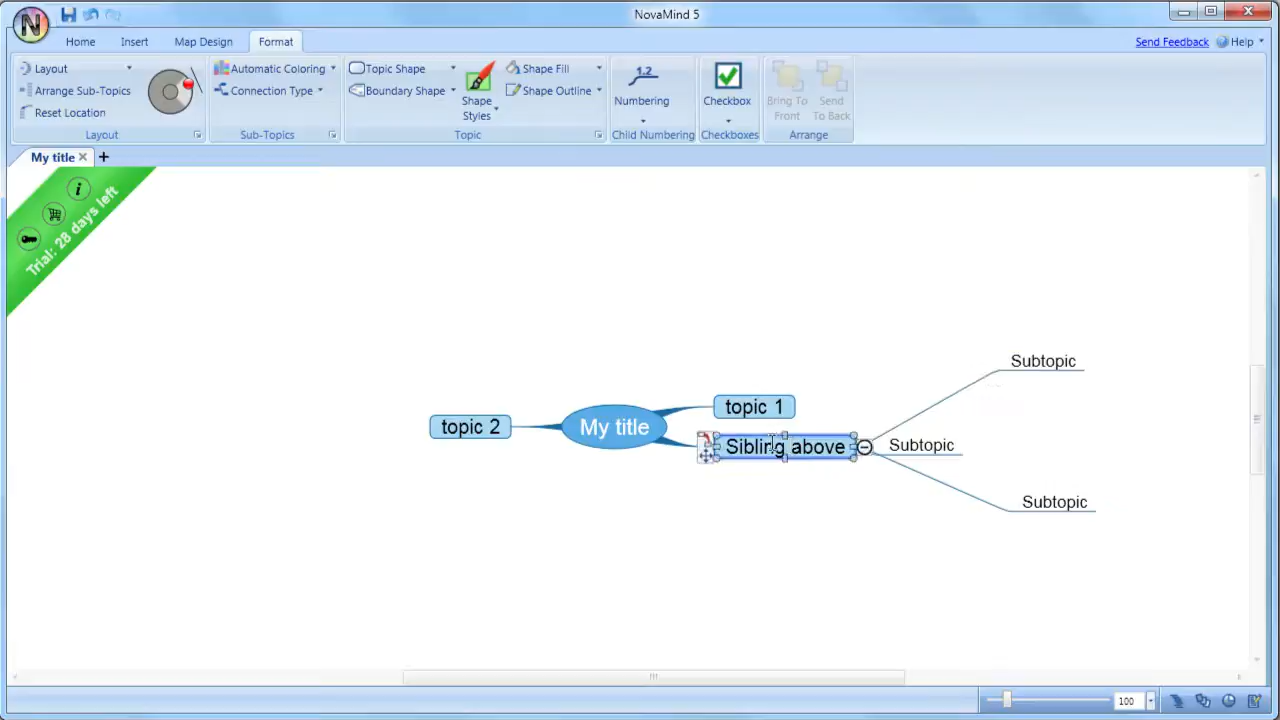 NovaMind 5
Home Insert Map Design Format Send Feedback Help
Layout Automatic Coloring Topic Shape Shape Fill 1.2
Arrange Sub-Topics Connection Type Boundary Shape Shape Outline Numbering Checkbox Bring To Send
Reset Location Shape Front To Back
Styles
Layout Sub-Topics Topic Child Numbering Checkboxes Arrange
My title
i
Trial: 28 days left
Subtopic
topic 1
topic 2 My title
Sibling above Subtopic
Subtopic
100